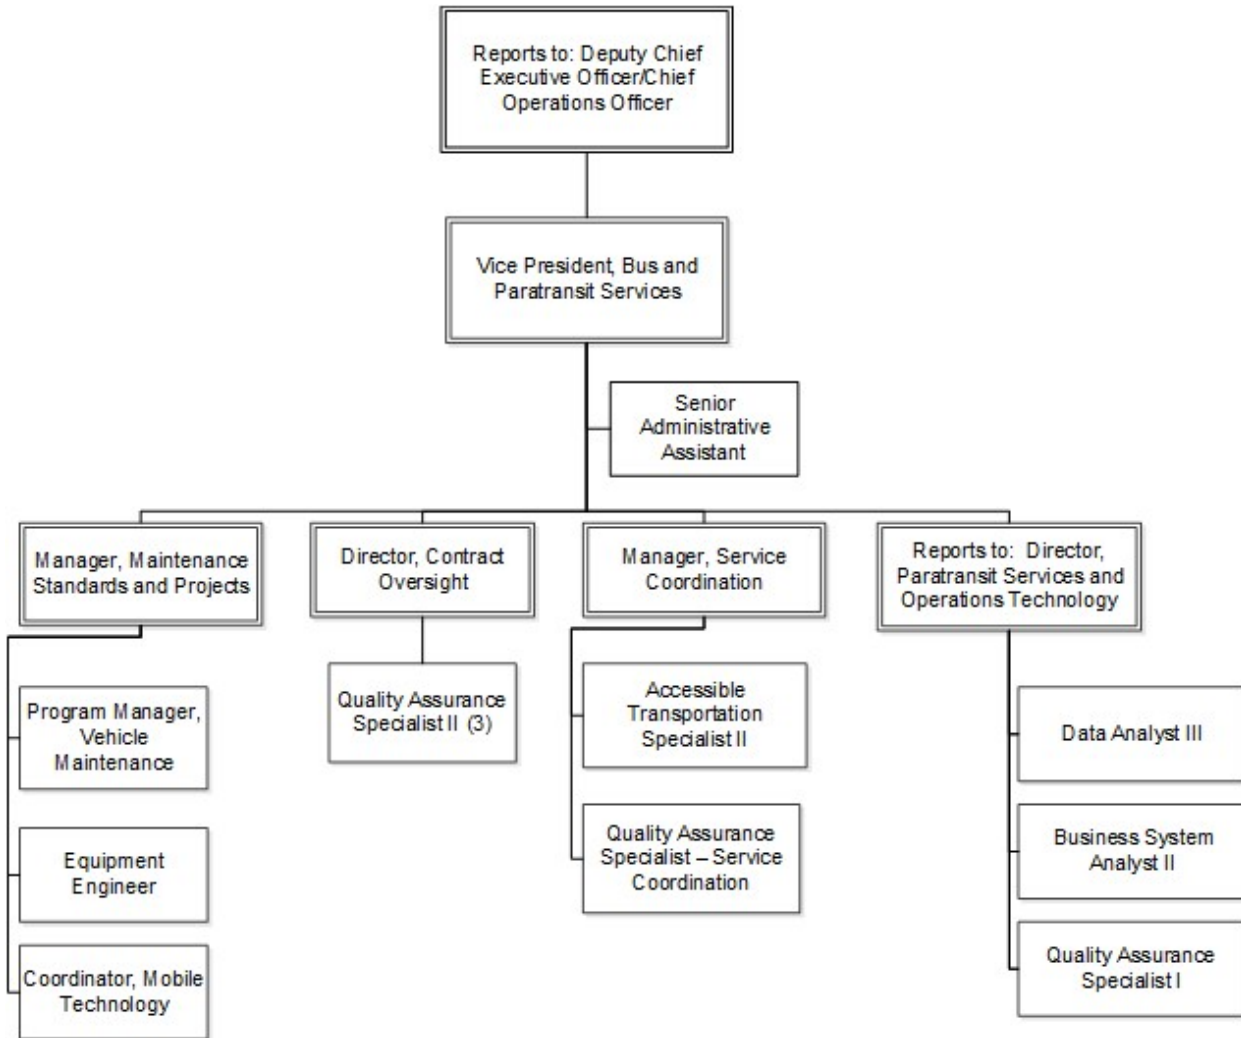 Reports to: Deputy Chief
Executive Officer/Chief
Operations Officer
Vice President, Bus and
Paratransit Services
Senior
Administrative
Assistant
Manager, Maintenance
Standards and Projects
Director, Contract
Oversight
Manager, Service
Coordination
Reports to: Director,
Paratransit Services and
Operations Technology
Program Manager,
Vehicle
Maintenance
Equipment
Engineer
Coordinator, Mobile
Technology
Quality Assurance
Specialist II (3)
Accessible
Transportation
Specialist II
Quality Assurance
Specialist – Service
Coordination
Data Analyst III
Business System
Analyst II
Quality Assurance
Specialist I